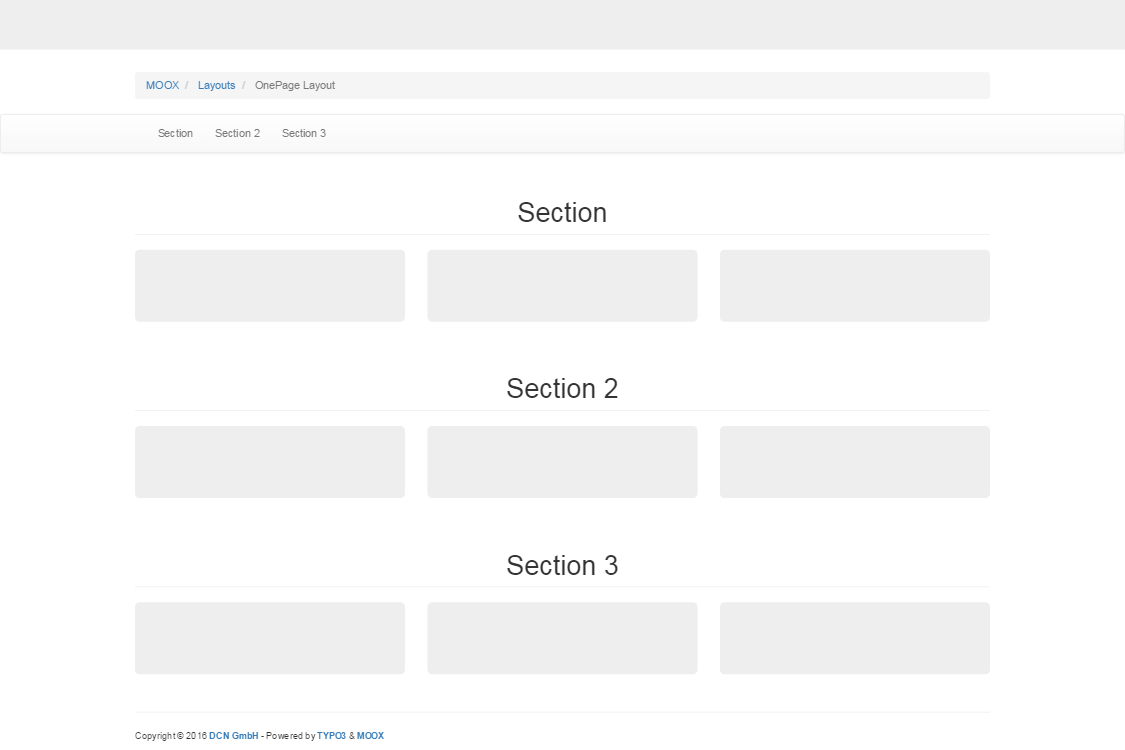 MOOX / Layouts / OnePage Layout
Section Section 2 Section 3
Section
Section 2
Section 3
Copyright © 2016 DCN GmbH - Powered by TYPO3 & MOOX